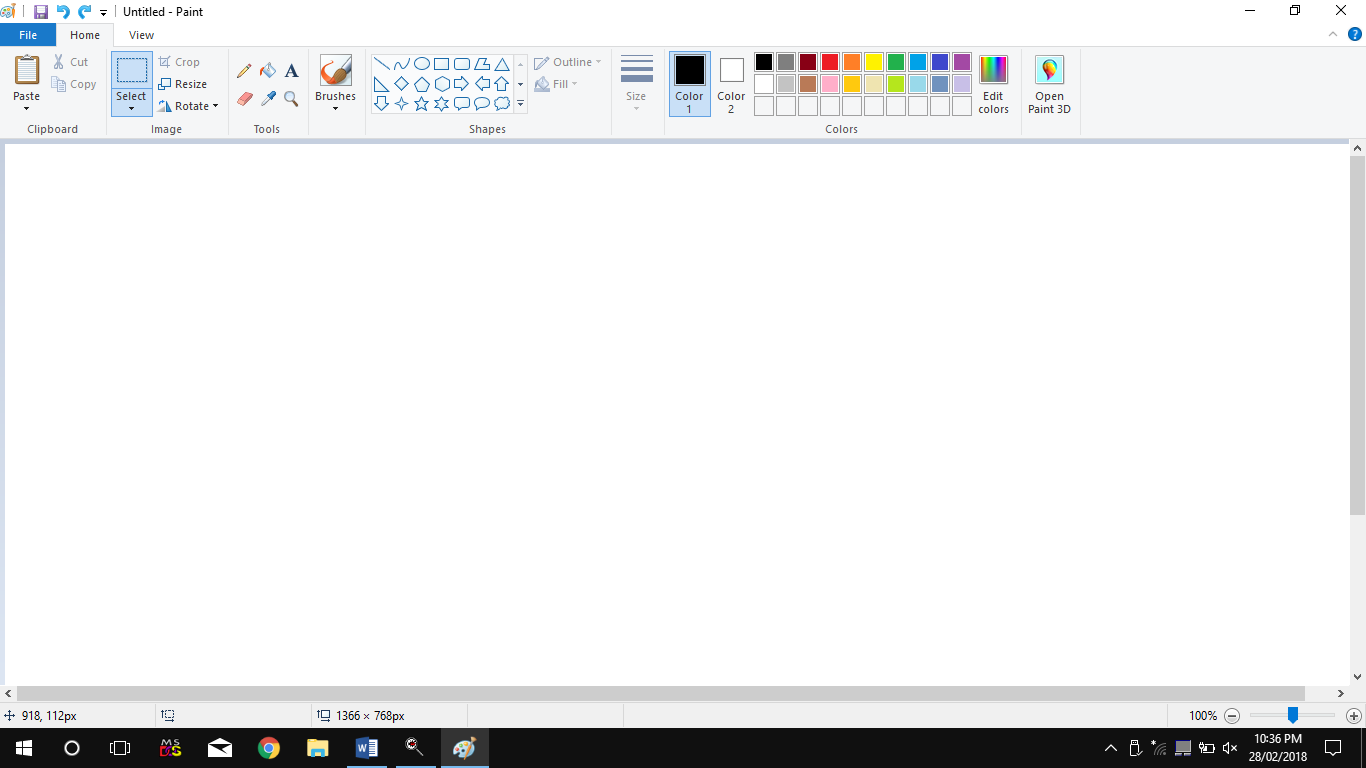 Untitled - Paint
File Home View
Paste
Clipboard
Cut
Copy
Select
Crop
Resize
Rotate
Image
A
Tools
Brushes
Shapes
Outline
Fill
Size
Color 1
Color 2
Colors
Edit colors
Open Paint 3D
918, 112px
1366 × 768px
100%
MS
DS
W
10:36 PM
28/02/2018